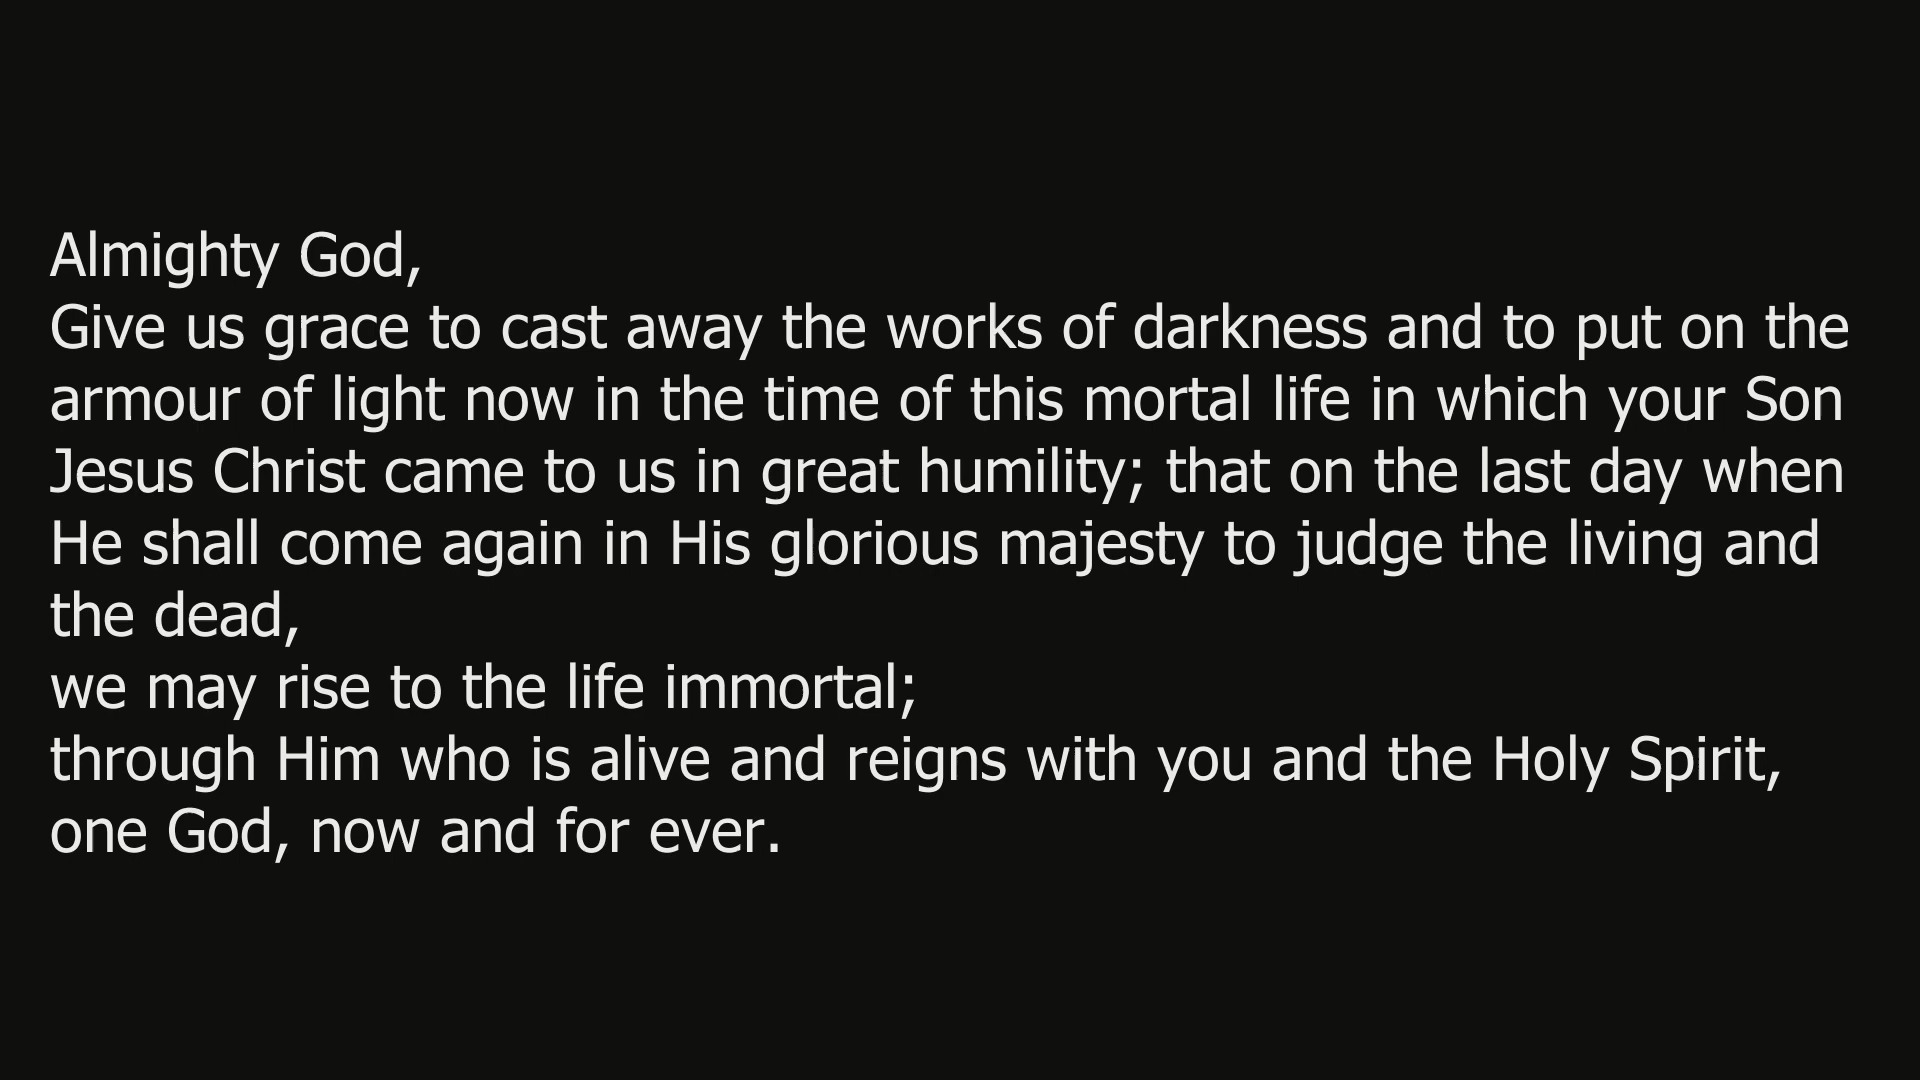 Almighty God,
Give us grace to cast away the works of darkness and to put on the
armour of light now in the time of this mortal life in which your Son
Jesus Christ came to us in great humility; that on the last day when
He shall come again in His glorious majesty to judge the living and
the dead,
we may rise to the life immortal;
through Him who is alive and reigns with you and the Holy Spirit,
one God, now and for ever.